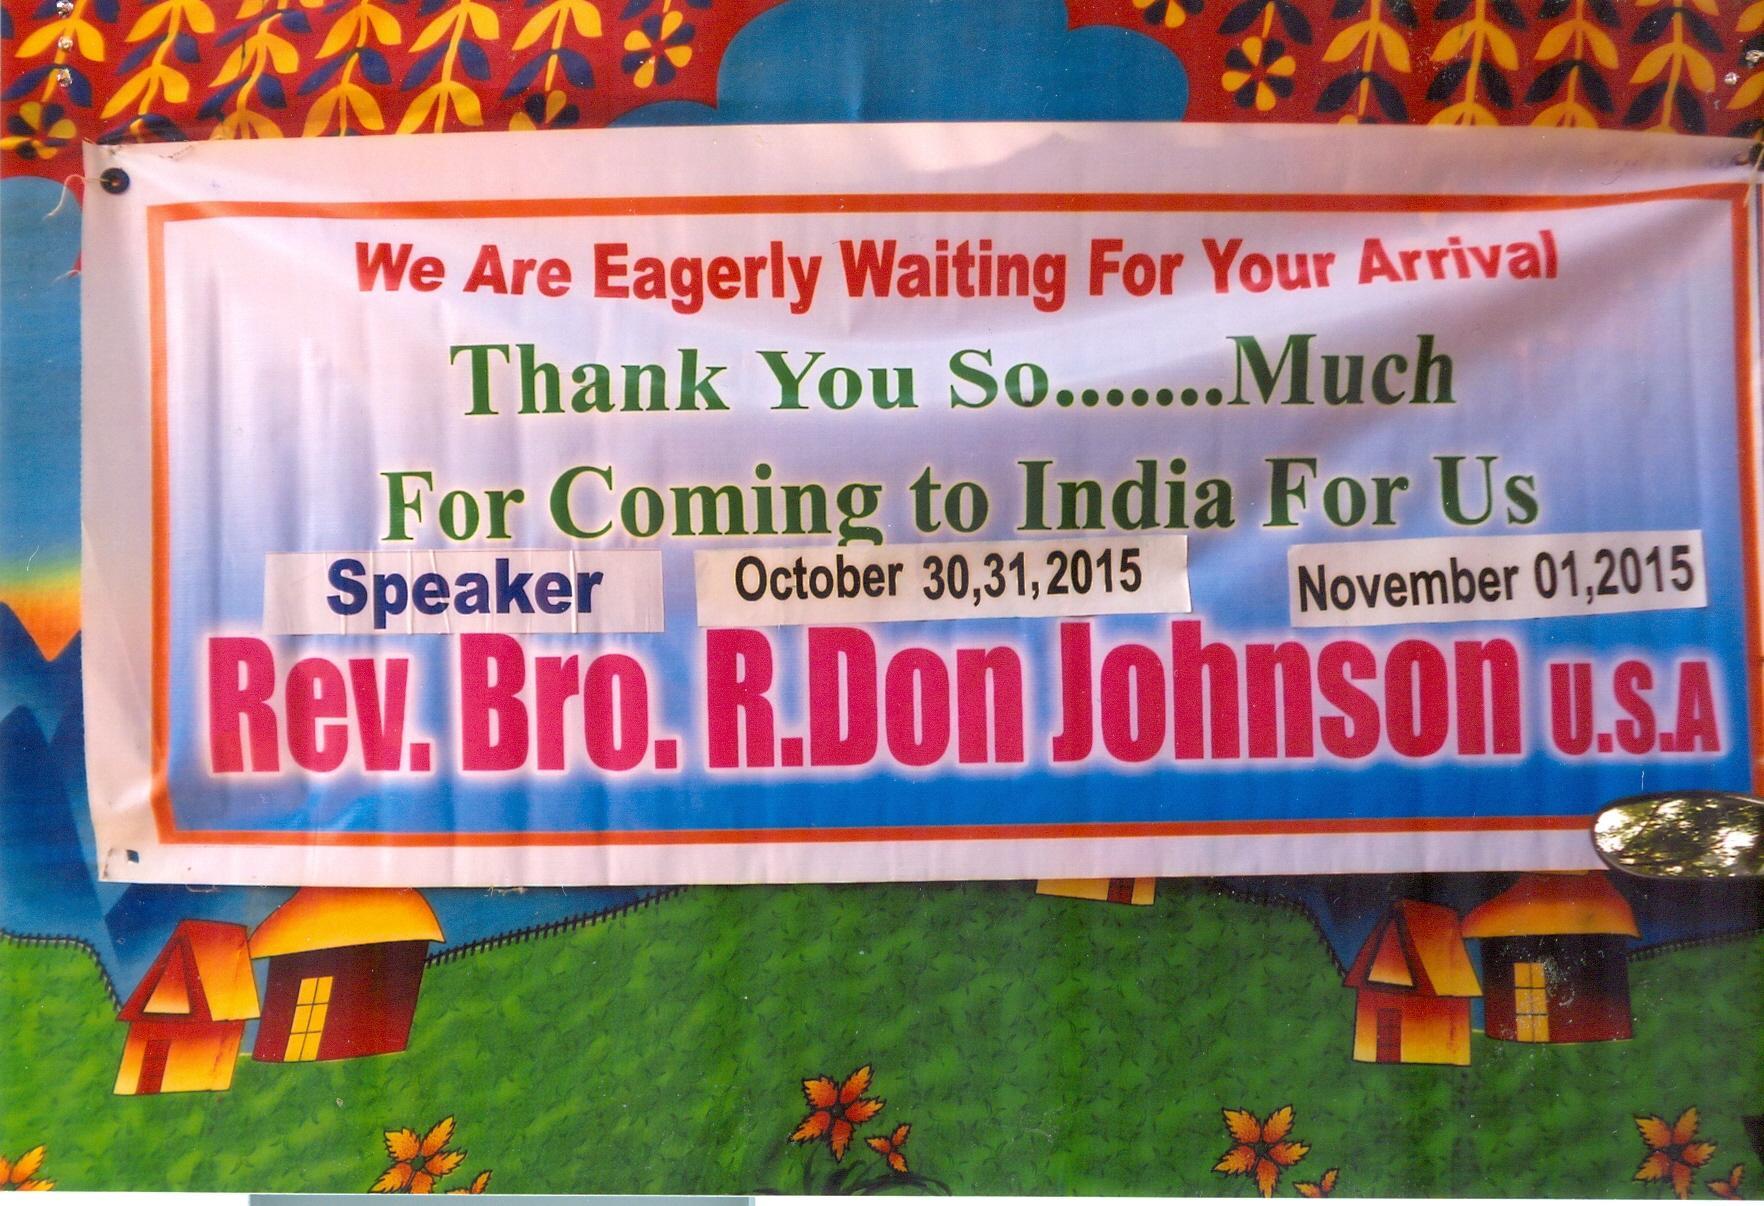 We Are Eagerly Waiting For Your Arrival
Thank You So.......Much
For Coming to India For Us
Speaker October 30,31,2015 November 01,2015
Rev. Bro. R.Don Johnson U.S.A